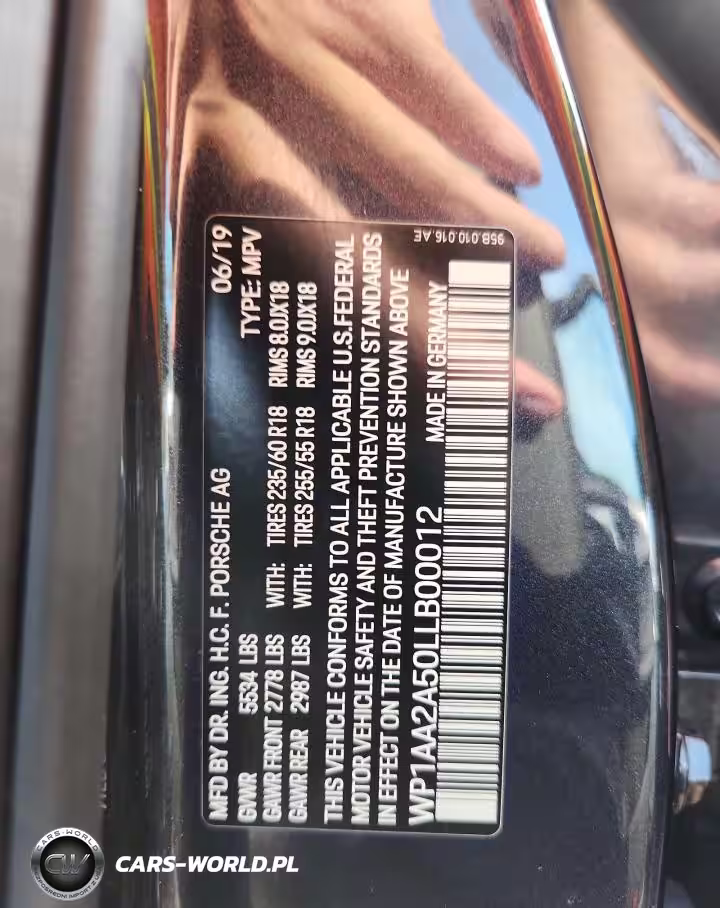 MFD BY DR. ING. H.C. F. PORSCHE AG 06/19
GVWR 5534 LBS TYPE: MPV
GAWR FRONT 2778 LBS WITH: TIRES 235/60 R18 RIMS 8.0JX18
GAWR REAR 2987 LBS WITH: TIRES 255/55 R18 RIMS 9.0JX18
THIS VEHICLE CONFORMS TO ALL APPLICABLE U.S.FEDERAL
MOTOR VEHICLE SAFETY AND THEFT PREVENTION STANDARDS
IN EFFECT ON THE DATE OF MANUFACTURE SHOWN ABOVE
WP1AA2A50LLB00012 MADE IN GERMANY
95B.010.016.AE
CARS-WORLD
CW
CARS-WORLD.PL